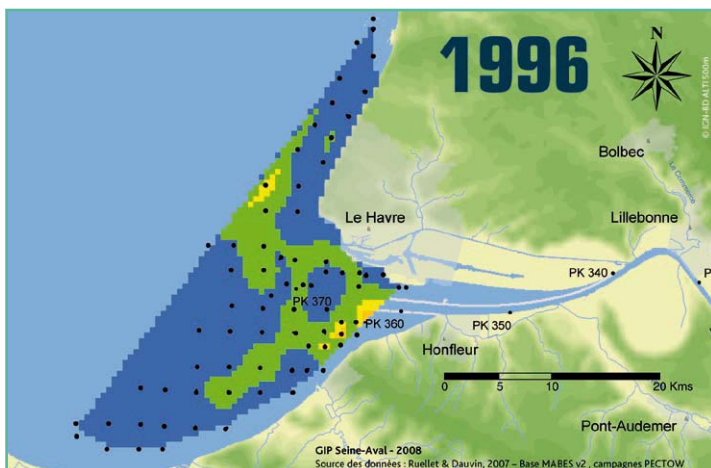 1996
N
© IGN-BD ALTI 500m
Bolbec
Le Commerce
Le Havre
Lillebonne
PK 340
P
PK 370
PK 360
PK 350
Honfleur
0 5 10 20 Kms
Pont-Audemer
GIP Seine-Aval - 2008
Source des données : Ruellet & Dauvin, 2007 – Base MABES v2 , campagnes PECTOW